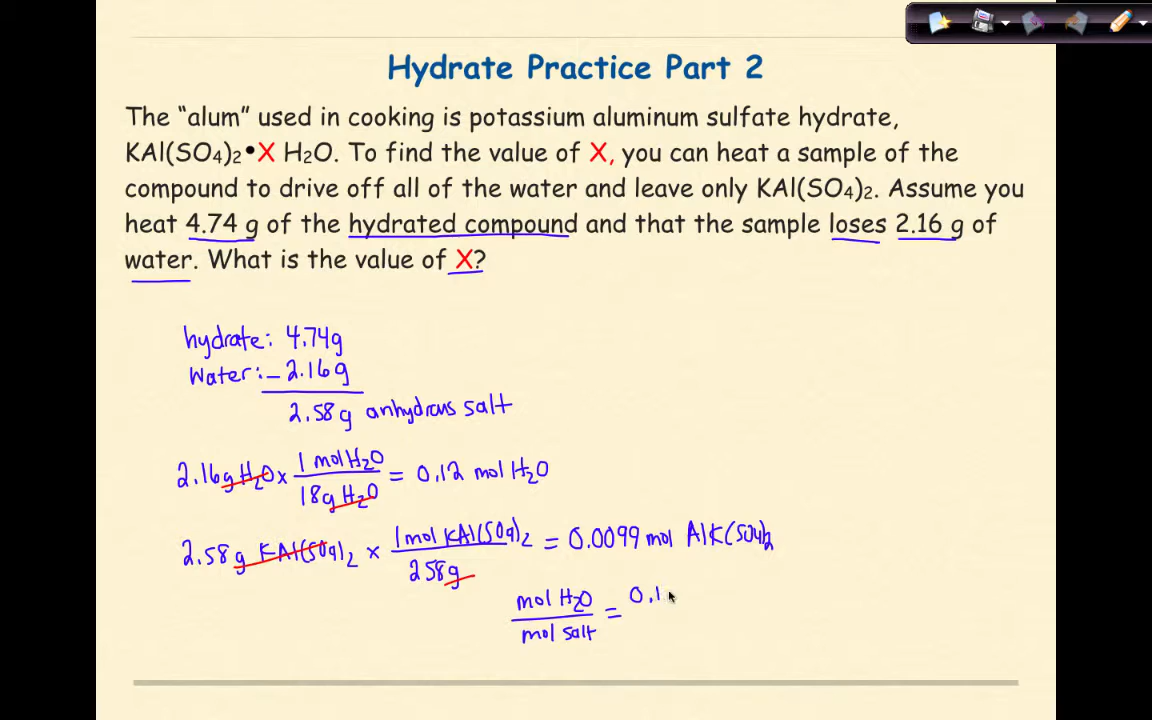 Hydrate Practice Part 2
The “alum” used in cooking is potassium aluminum sulfate hydrate,
KAl(SO4)2•X H2O. To find the value of X, you can heat a sample of the
compound to drive off all of the water and leave only KAl(SO4)2. Assume you
heat 4.74 g of the hydrated compound and that the sample loses 2.16 g of
water. What is the value of X?
hydrate: 4.74g
Water: - 2.16g
2.58g anhydrous salt
2.16g H2O x 1 mol H2O / 18g H2O = 0.12 mol H2O
2.58g KAl(SO4)2 x 1mol KAl(SO4)2 / 258g = 0.0099 mol AlK(SO4)2
mol H2O / mol salt = 0.1